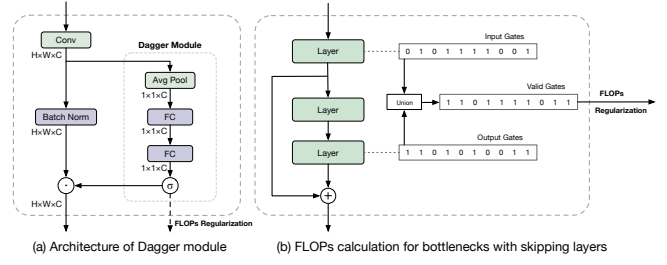 Conv
H×W×C
Dagger Module
Avg Pool
1×1×C
Batch Norm
H×W×C
FC
1×1×C
FC
1×1×C
σ
H×W×C
FLOPs Regularization
(a) Architecture of Dagger module
Layer
Input Gates
0 1 0 1 1 1 1 0 0 1
Union
Valid Gates
1 1 0 1 1 1 1 0 1 1
FLOPs
Regularization
Layer
Output Gates
Layer
1 1 0 1 0 1 0 0 1 1
+
(b) FLOPs calculation for bottlenecks with skipping layers